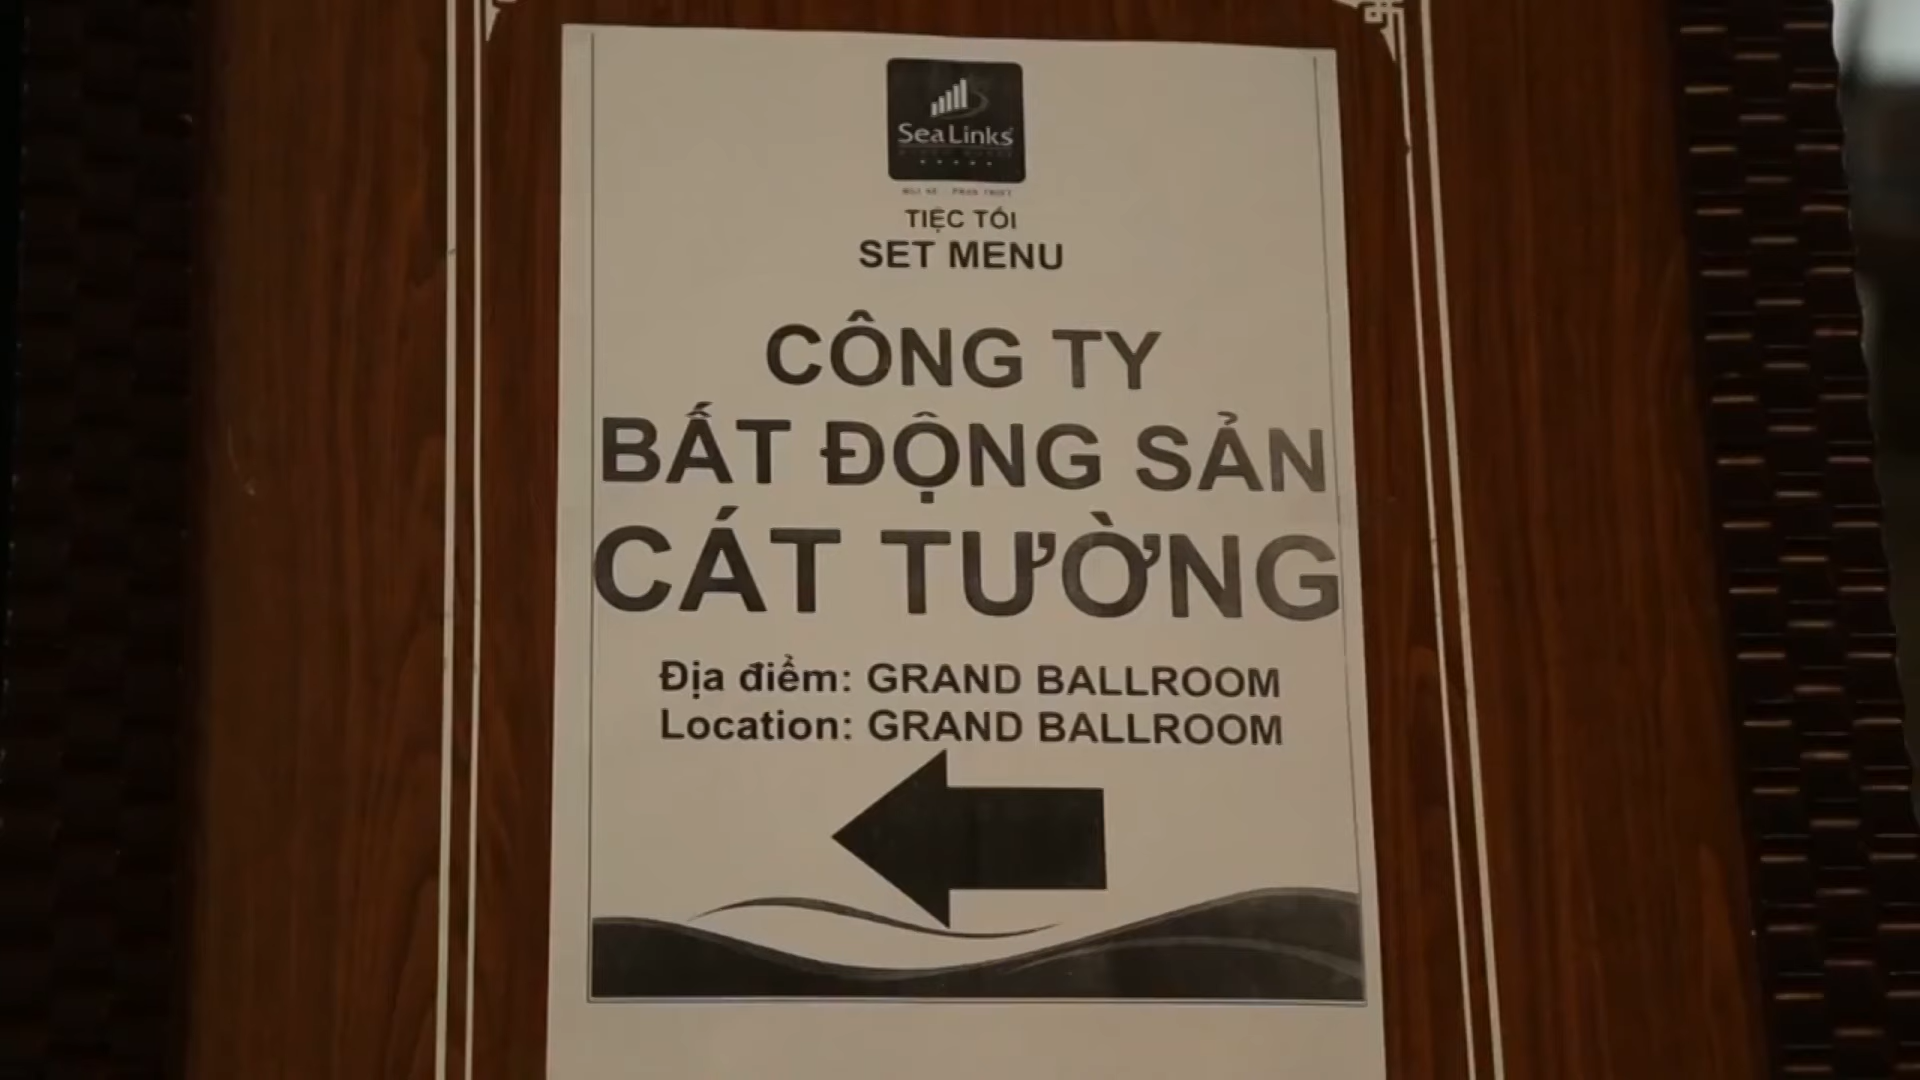 SeaLinks
TIỆC TỐI
SET MENU
CÔNG TY
BẤT ĐỘNG SẢN
CÁT TƯỜNG
Địa điểm: GRAND BALLROOM
Location: GRAND BALLROOM